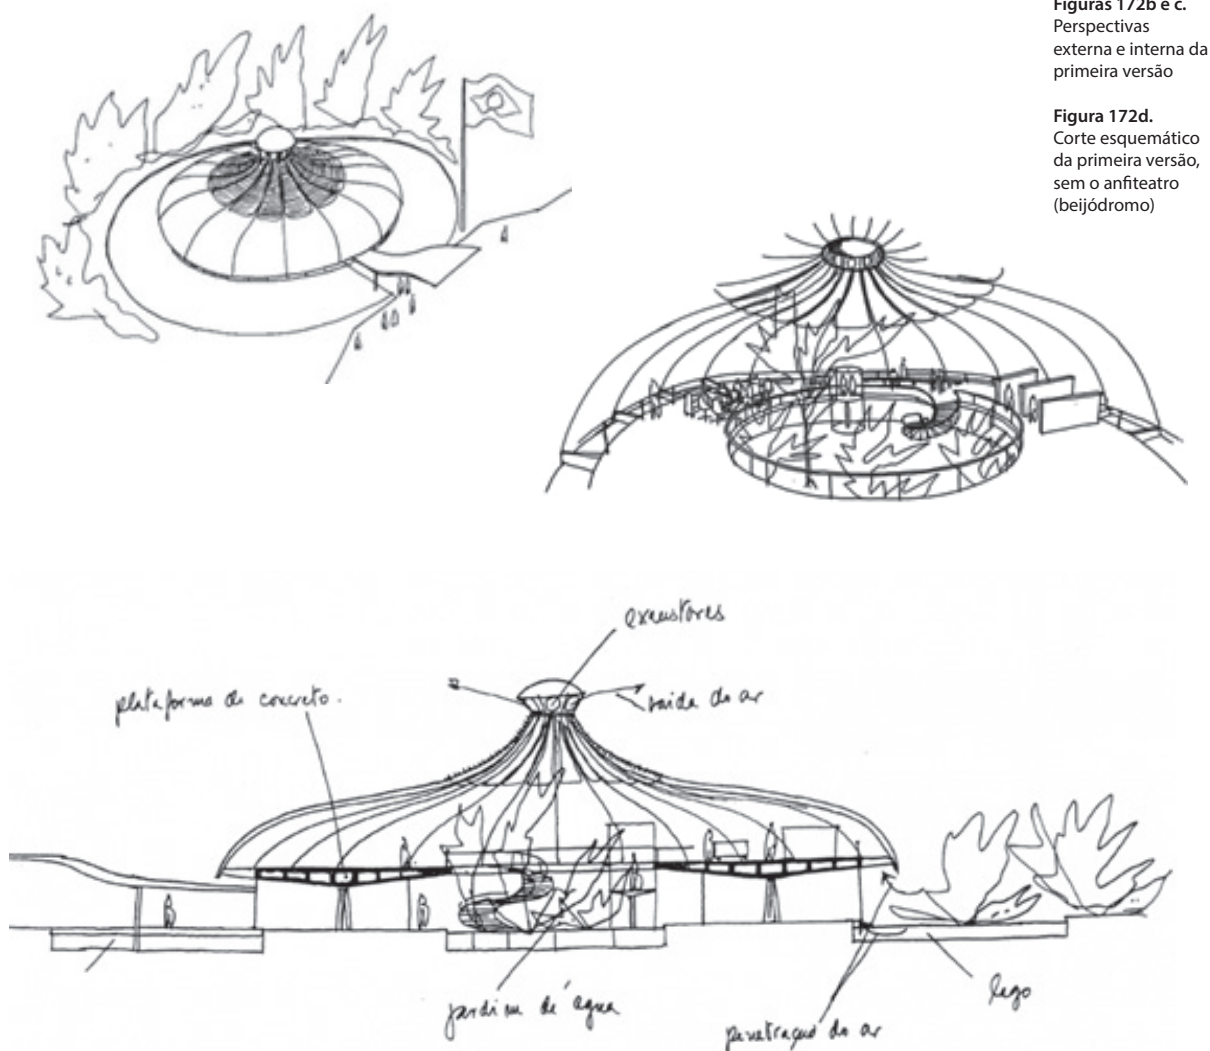 Figuras 172b e c.
Perspectivas
externa e interna da
primeira versão
Figura 172d.
Corte esquemático
da primeira versão,
sem o anfiteatro
(beijódromo)
exaustores
plataforma de concreto.
saida do ar
jardim de água
penetração do ar
lago